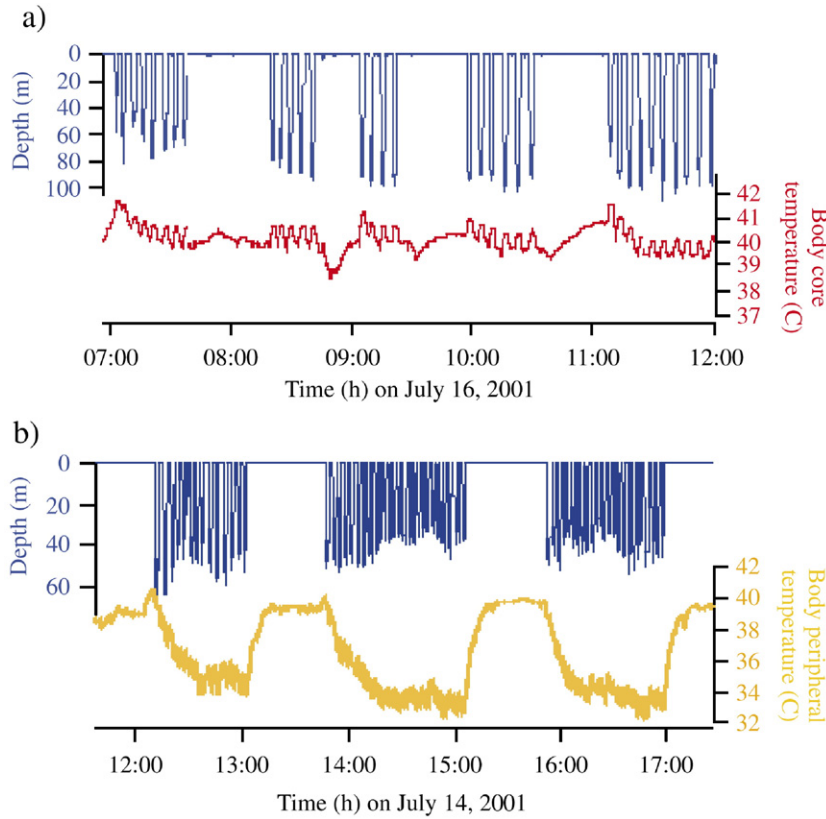 a)
0
20
40
60
80
100
Depth (m)
42
41
40
39
38
37
Body core
temperature (C)
07:00 08:00 09:00 10:00 11:00 12:00
Time (h) on July 16, 2001
b)
0
20
40
60
Depth (m)
42
40
38
36
34
32
Body peripheral
temperature (C)
12:00 13:00 14:00 15:00 16:00 17:00
Time (h) on July 14, 2001